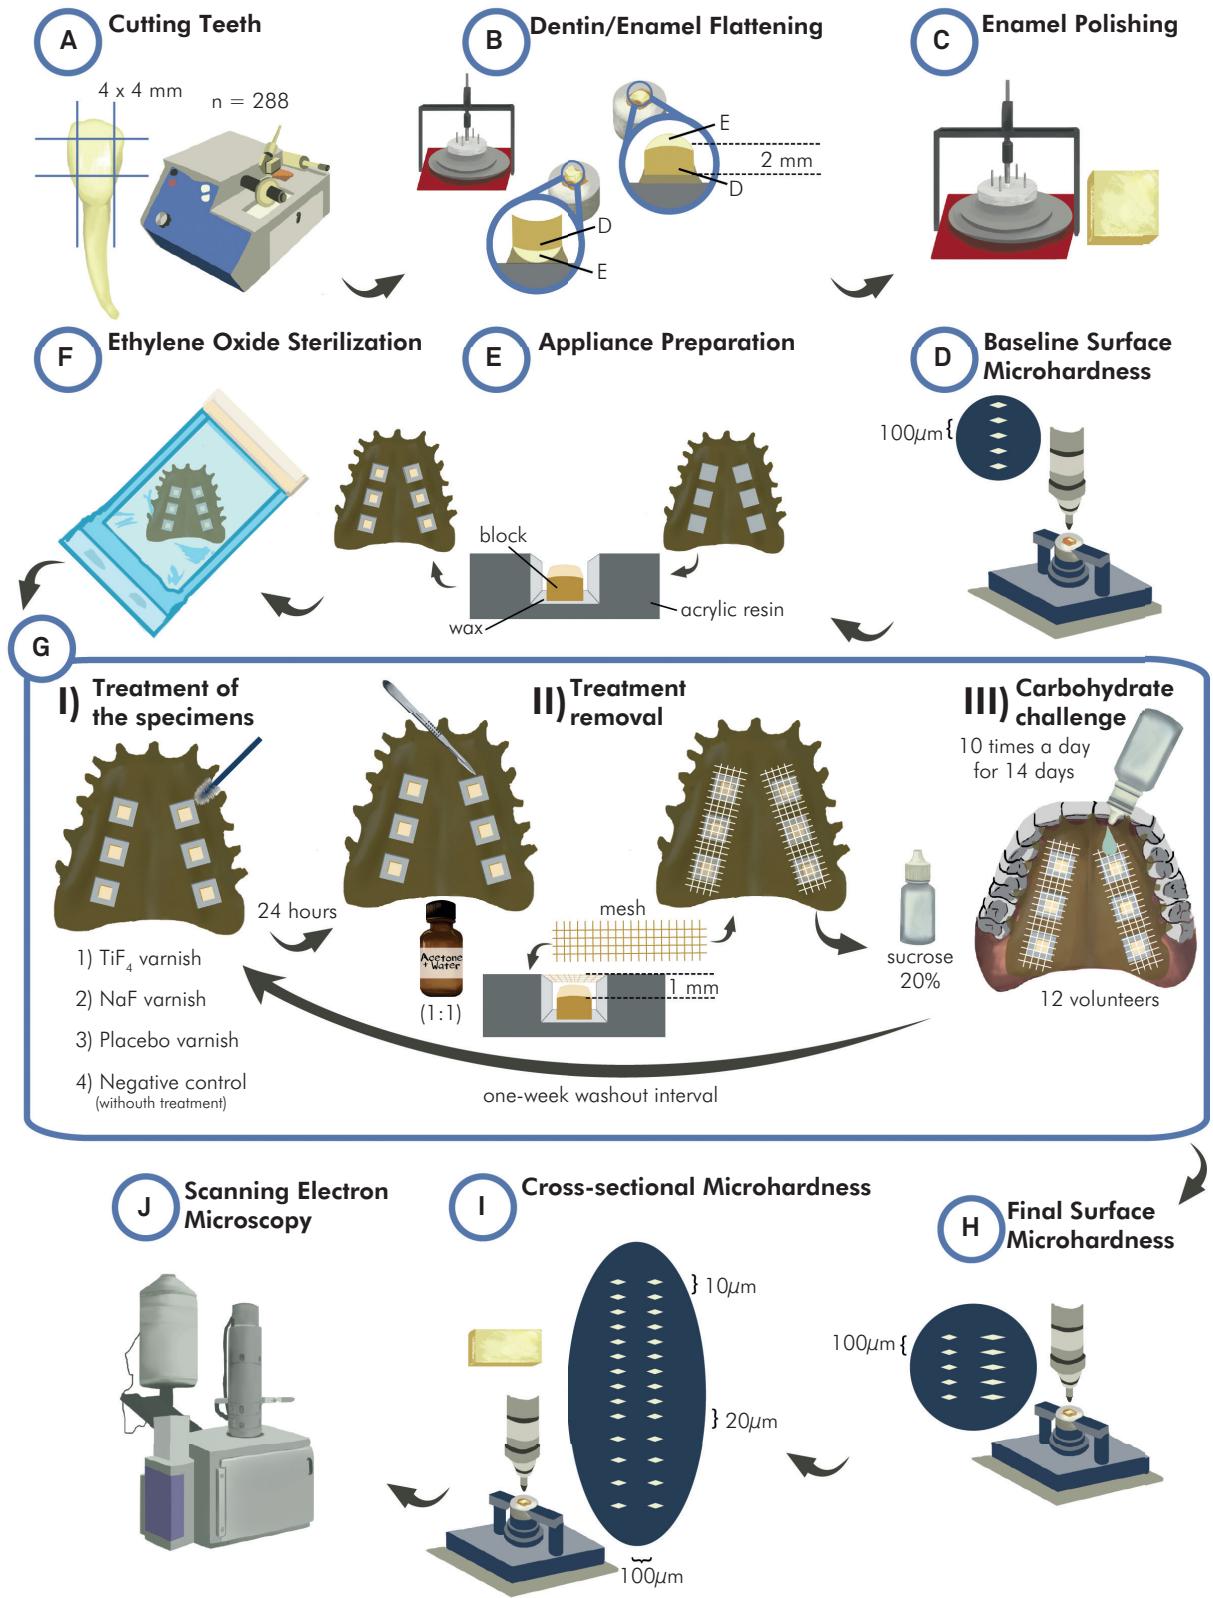 A
Cutting Teeth
4 x 4 mm
n = 288
B
Dentin/Enamel Flattening
E
2 mm
D
D
E
C
Enamel Polishing
F
Ethylene Oxide Sterilization
E
Appliance Preparation
block
wax
acrylic resin
D
Baseline Surface
Microhardness
100µm {
G
I) Treatment of
the specimens
24 hours
1) TiF₄ varnish
2) NaF varnish
3) Placebo varnish
4) Negative control
(withouth treatment)
Acetone
+ Water
(1:1)
II) Treatment
removal
mesh
1 mm
sucrose
20%
III) Carbohydrate
challenge
10 times a day
for 14 days
12 volunteers
one-week washout interval
J
Scanning Electron
Microscopy
I
Cross-sectional Microhardness
} 10µm
} 20µm
100µm
H
Final Surface
Microhardness
100µm {